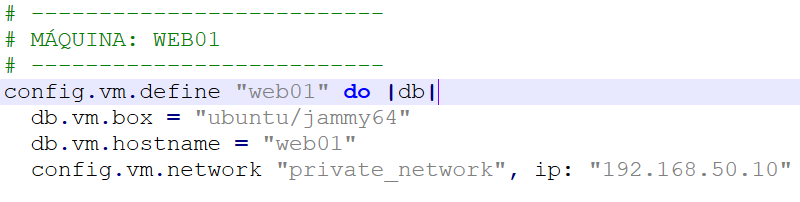 # --------------------------
# MÁQUINA: WEB01
# --------------------------
config.vm.define "web01" do |db|
  db.vm.box = "ubuntu/jammy64"
  db.vm.hostname = "web01"
  config.vm.network "private_network", ip: "192.168.50.10"